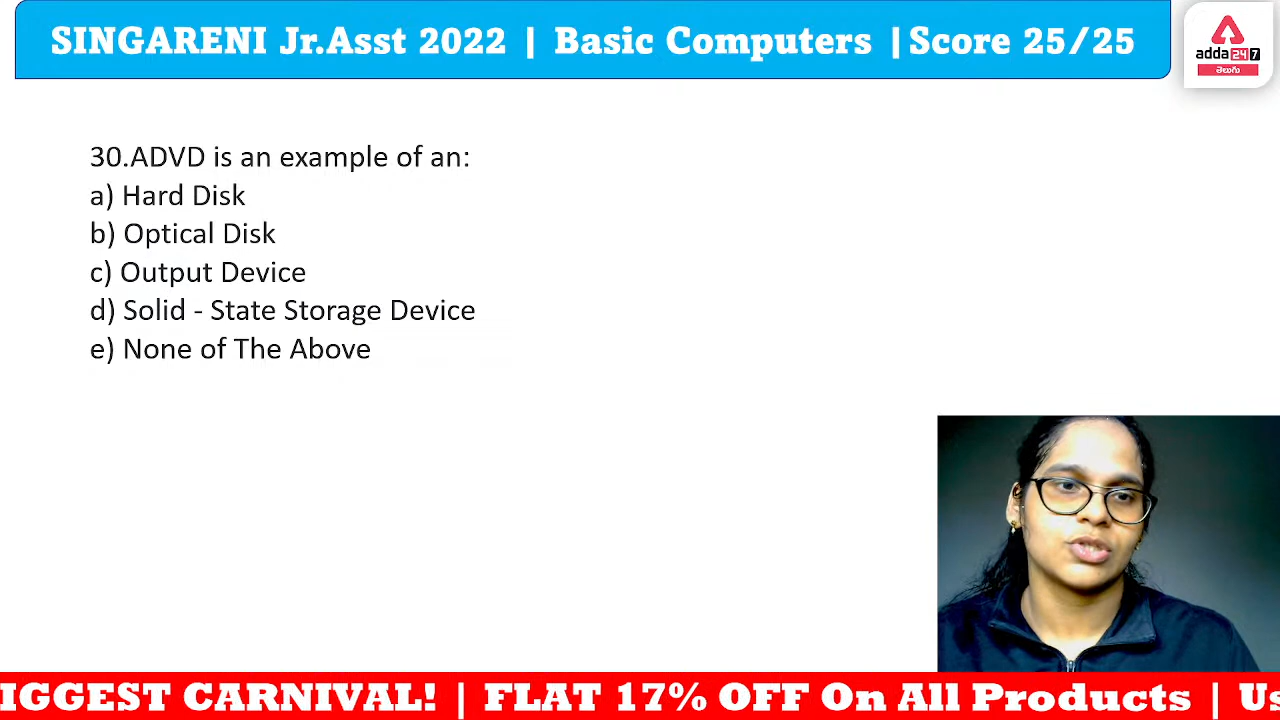 SINGARENI Jr.Asst 2022 | Basic Computers |Score 25/25
adda247
తెలుగు
30.ADVD is an example of an:
a) Hard Disk
b) Optical Disk
c) Output Device
d) Solid - State Storage Device
e) None of The Above
IGGEST CARNIVAL! | FLAT 17% OFF On All Products | Us